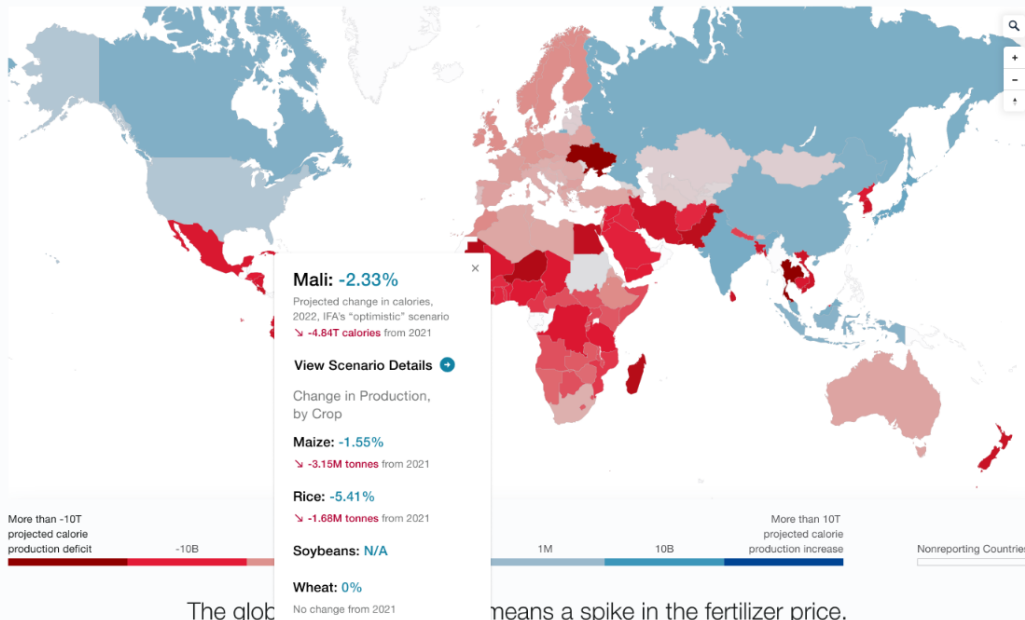 Mali: -2.33%
Projected change in calories,
2022, IFA's “optimistic” scenario
↘ -4.84T calories from 2021
View Scenario Details
Change in Production,
by Crop
Maize: -1.55%
↘ -3.15M tonnes from 2021
Rice: -5.41%
↘ -1.68M tonnes from 2021
Soybeans: N/A
Wheat: 0%
No change from 2021
More than -10T
projected calorie
production deficit
-10B
1M
10B
More than 10T
projected calorie
production increase
Nonreporting Countries
The glob means a spike in the fertilizer price.